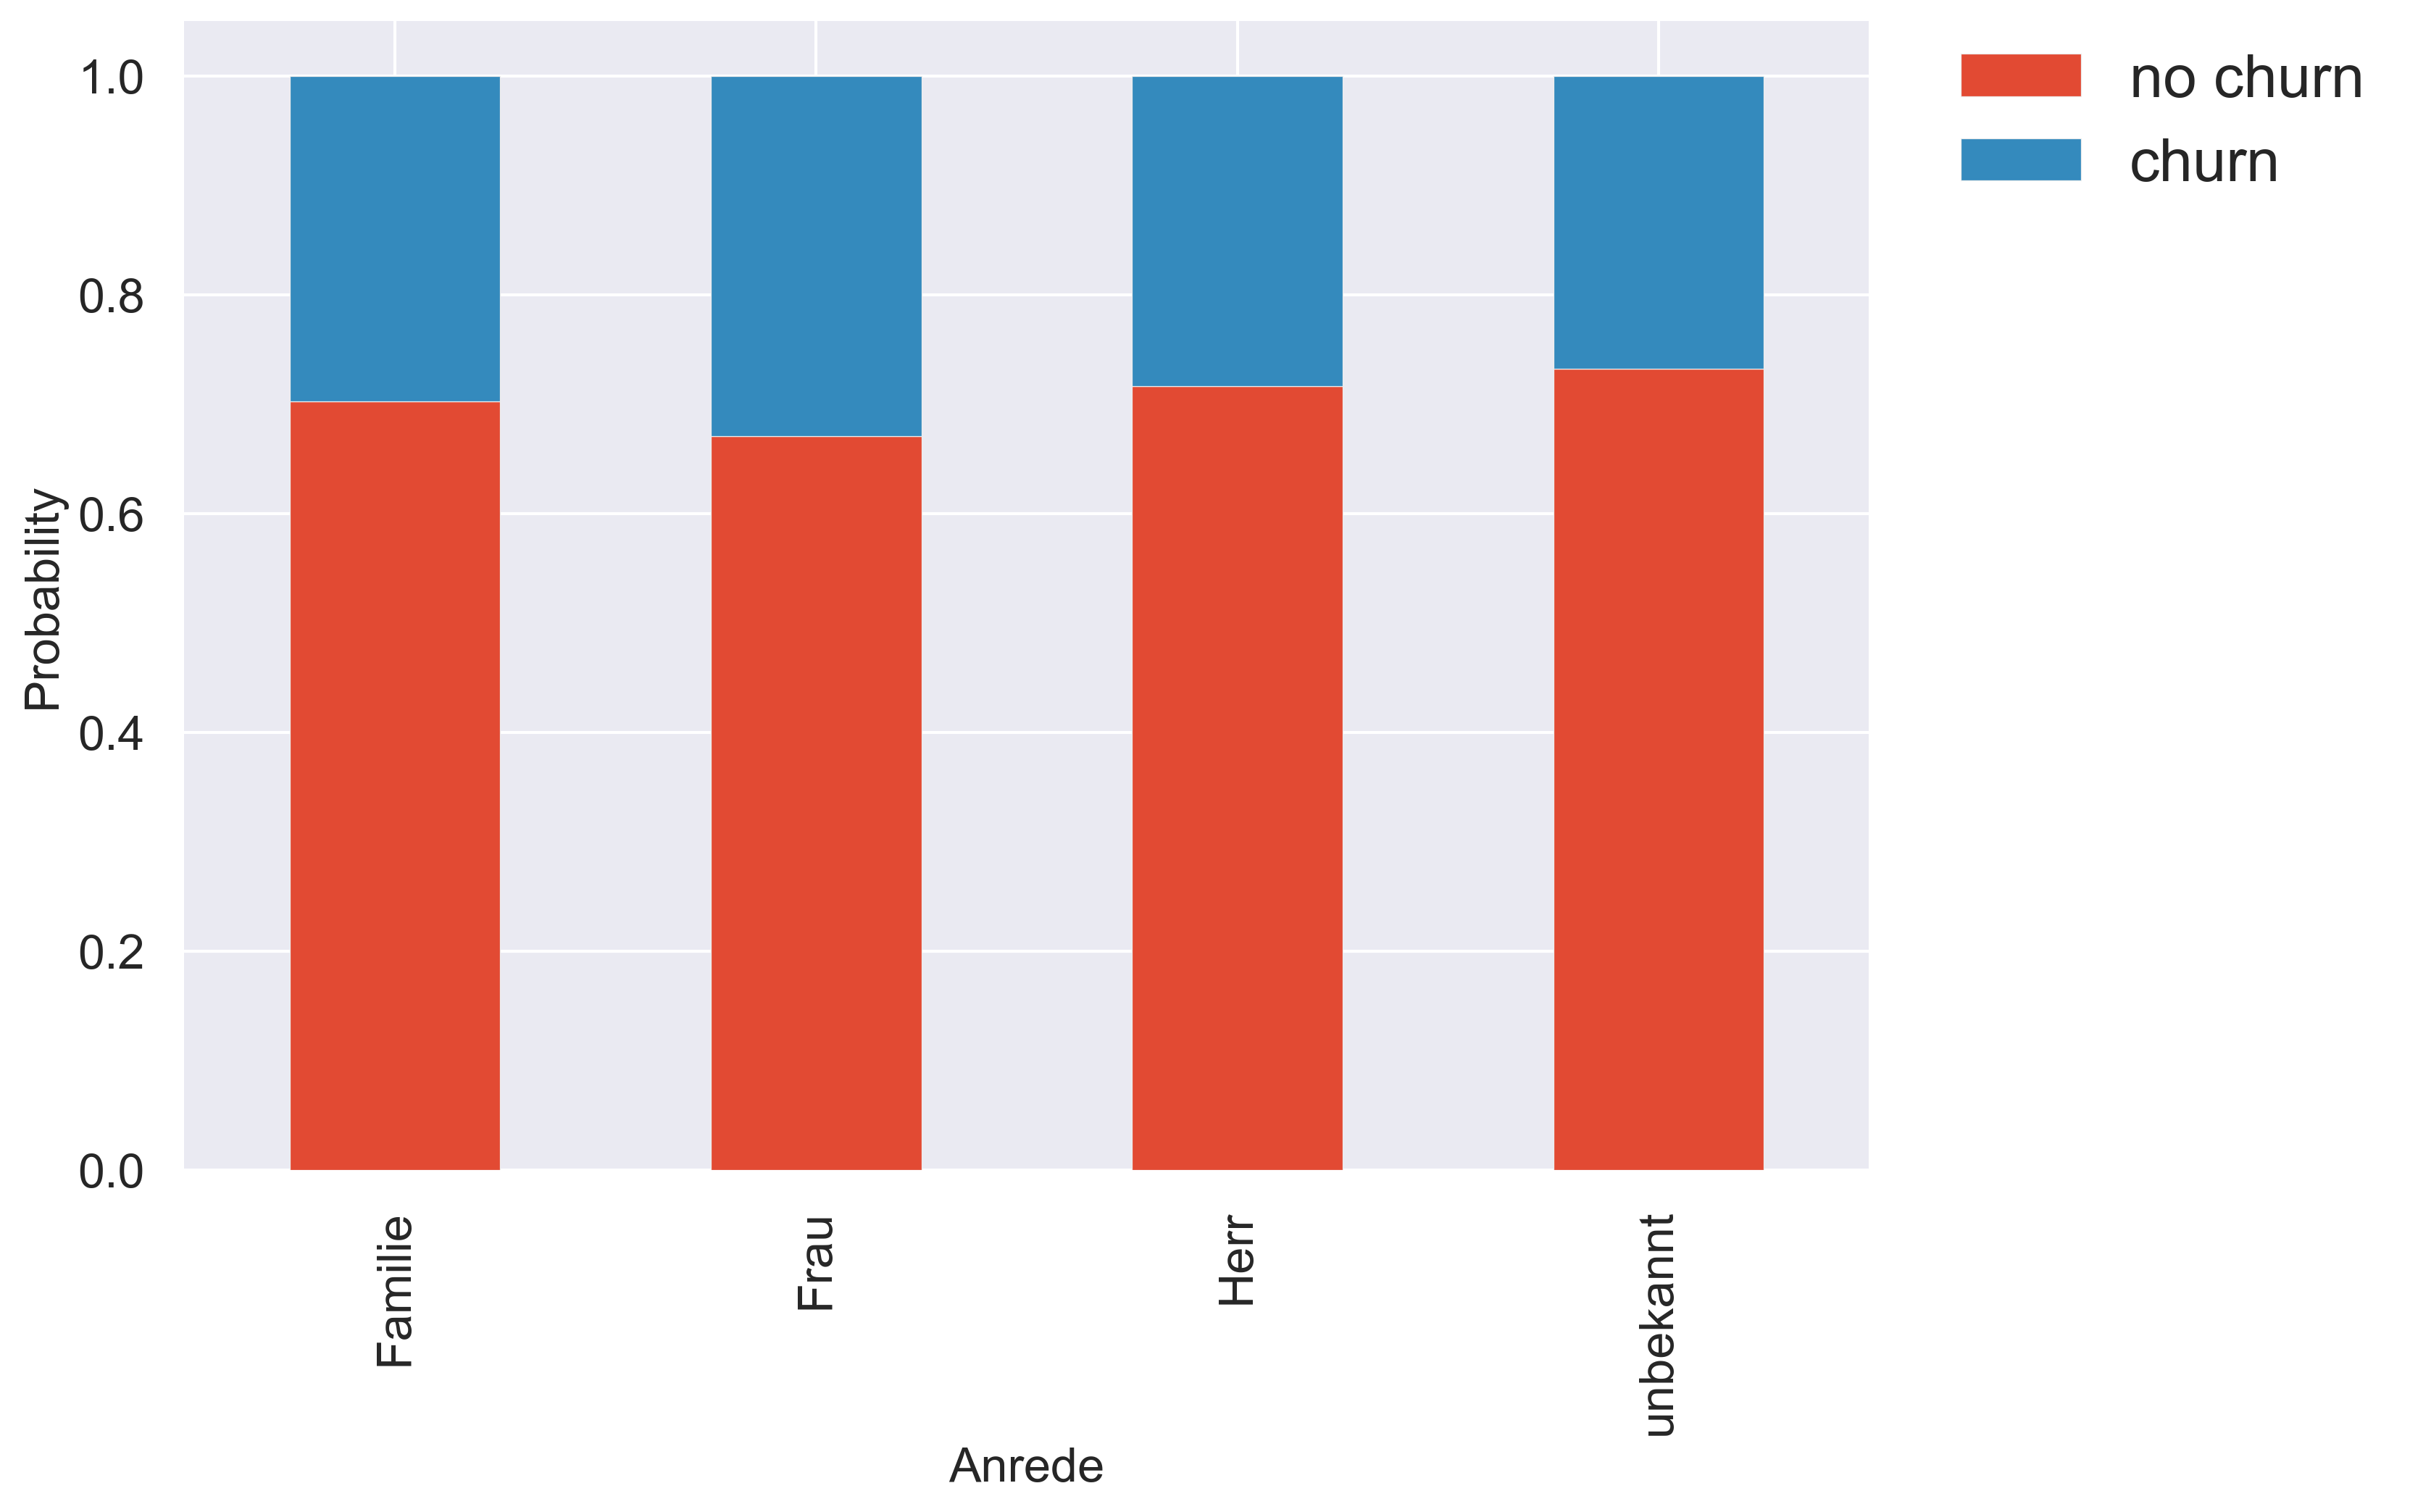 no churn
churn
1.0
0.8
0.6
0.4
0.2
0.0
Probability
Familiie
Frau
Herr
unbekannt
Anrede